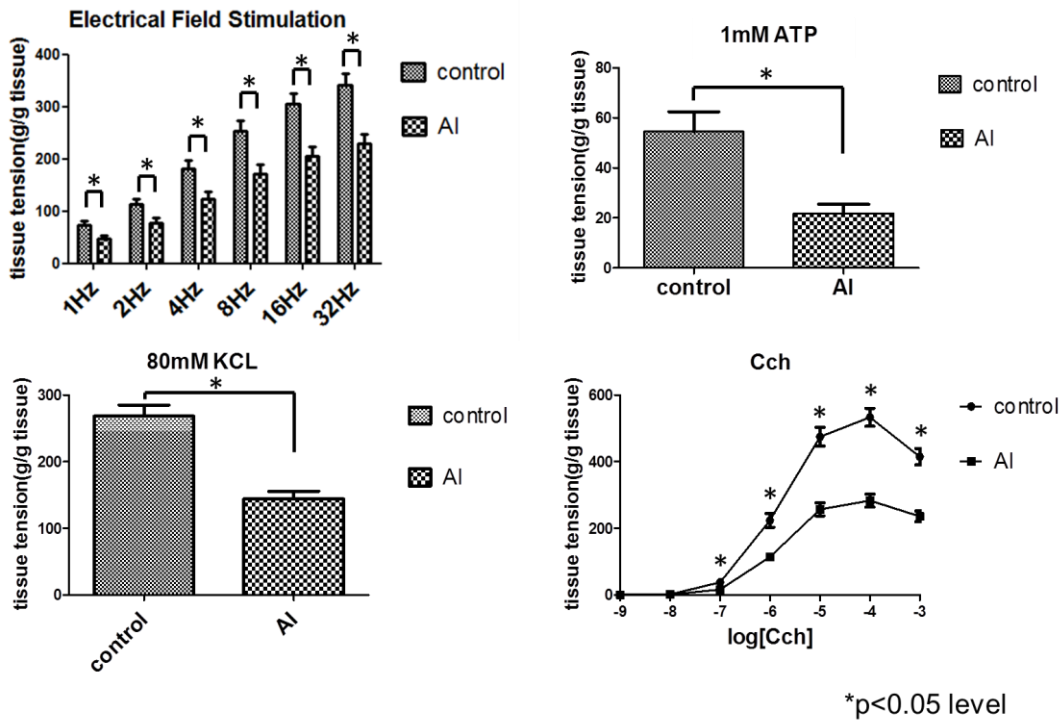 Electrical Field Stimulation
tissue tension(g/g tissue)
400
300
200
100
0
* * * * * *
1Hz 2Hz 4Hz 8Hz 16Hz 32Hz
control
AI
1mM ATP
tissue tension(g/g tissue)
80
60
40
20
0
*
control AI
control
AI
80mM KCL
tissue tension(g/g tissue)
300
200
100
0
*
control AI
control
AI
Cch
tissue tension(g/g tissue)
600
400
200
0
* * * * *
-9 -8 -7 -6 -5 -4 -3
log[Cch]
control
AI
*p<0.05 level